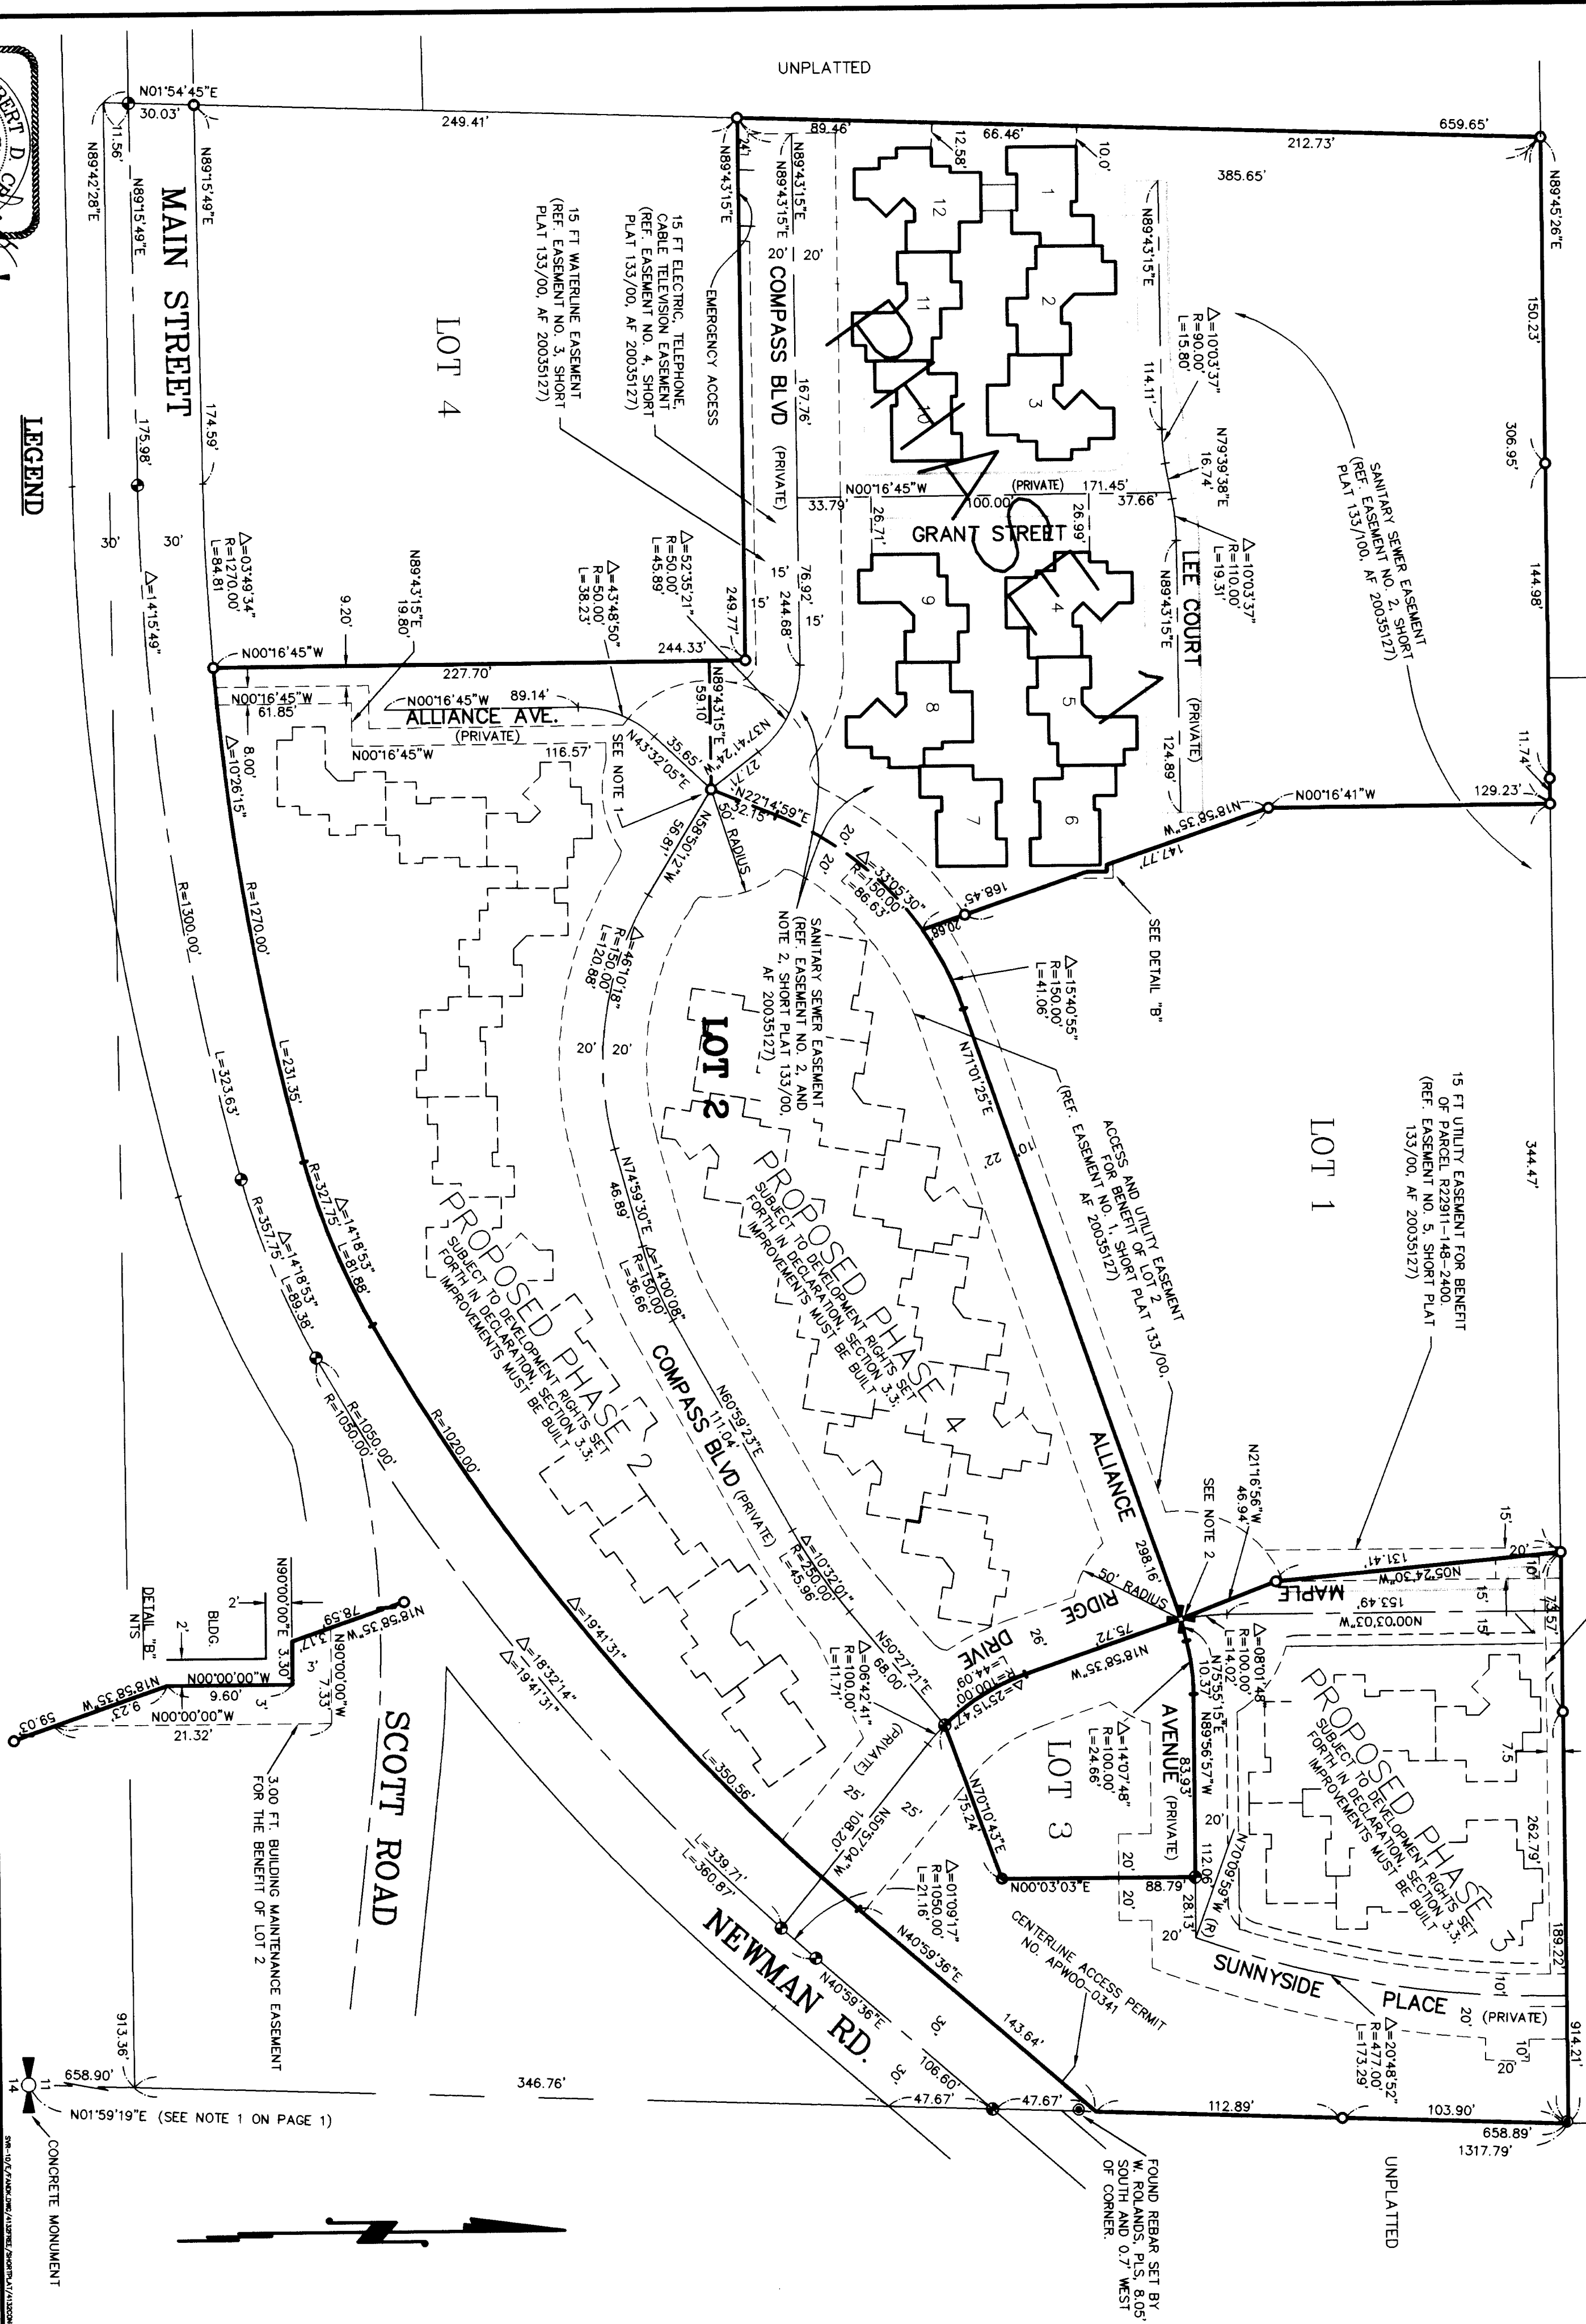 UNPLATTED
N01°54'45"E
30.03'
11.56'
N89°42'28"E
N89°15'49"E
N89°15'49"E
249.41'
89.46'
12.58'
66.46'
10.0'
659.65'
212.73'
385.65'
N89°45'26"E
150.23'
306.95'
144.98'
11.74'
129.23'
344.47'
MAIN STREET
174.59'
175.98'
30'
30'
LEGEND
LOT 4
24'
N89°43'15"E
N89°43'15"E
N89°43'15"E
20'
20'
COMPASS BLVD
(PRIVATE)
167.76'
EMERGENCY ACCESS
15 FT ELECTRIC, TELEPHONE,
CABLE TELEVISION EASEMENT
(REF. EASEMENT NO. 4, SHORT
PLAT 133/00, AF 20035127)
15 FT WATERLINE EASEMENT
(REF. EASEMENT NO. 3, SHORT
PLAT 133/00, AF 20035127)
1
2
3
4
5
6
7
8
9
10
11
12
N89°43'15"E
114.11'
Δ=10°03'37"
R=90.00'
L=15.80'
N79°39'38"E
16.74'
Δ=10°03'37"
R=110.00'
L=19.31'
N89°43'15"E
LEE COURT
(PRIVATE)
124.89'
SANITARY SEWER EASEMENT
(REF. EASEMENT NO. 2, SHORT
PLAT 133/100, AF 20035127)
33.79'
N00°16'45"W
(PRIVATE)
171.45'
37.66'
100.00'
26.71'
26.99'
GRANT STREET
76.92'
244.68'
15'
15'
15'
249.77'
244.33'
Δ=52°35'21"
R=50.00'
L=45.89'
Δ=43°48'50"
R=50.00'
L=38.23'
N89°43'15"E
19.80'
9.20'
Δ=03°49'34"
R=1270.00'
L=84.81
N00°16'45"W
227.70'
N89°43'15"E
59.10'
N00°16'45"W
61.85'
N00°16'45"W
89.14'
ALLIANCE AVE.
(PRIVATE)
N00°16'45"W
116.57'
8.00'
SEE NOTE 1
35.65'
N43°32'05"E
N37°41'24"W
27.71'
N22°14'59"E
32.15'
50' RADIUS
N58°50'12"W
56.81'
Δ=33°05'30"
R=150.00'
L=86.63'
20'
20'
Δ=46°10'18"
R=150.00'
L=120.88'
20'
20'
N00°16'41"W
N18°58'35"W
147.77'
168.45'
20.68'
SEE DETAIL "B"
Δ=15°40'55"
R=150.00'
L=41.06'
Δ=14°15'49"
Δ=10°26'15"
R=1270.00'
R=1300.00'
L=231.35'
L=323.63'
SANITARY SEWER EASEMENT
(REF. EASEMENT NO. 2, AND
NOTE 2, SHORT PLAT 133/00,
AF 20035127)
LOT 2
N71°01'25"E
10'
22'
ACCESS AND UTILITY EASEMENT
FOR BENEFIT OF LOT 2
(REF. EASEMENT NO. 1, SHORT PLAT 133/00,
AF 20035127)
LOT 1
15 FT UTILITY EASEMENT FOR BENEFIT
OF PARCEL R22911-148-2400.
(REF. EASEMENT NO. 5, SHORT PLAT
133/00, AF 20035127)
PROPOSED PHASE 4
SUBJECT TO DEVELOPMENT RIGHTS SET
FORTH IN DECLARATION, SECTION 3.3;
IMPROVEMENTS MUST BE BUILT
PROPOSED PHASE 2
SUBJECT TO DEVELOPMENT RIGHTS SET
FORTH IN DECLARATION, SECTION 3.3;
IMPROVEMENTS MUST BE BUILT
N74°59'30"E
46.89'
Δ=14°00'08"
R=150.00'
L=36.66'
COMPASS BLVD (PRIVATE)
N60°59'23"E
111.04'
Δ=14°18'53"
R=327.75'
L=81.88'
Δ=14°18'53"
R=357.75'
L=89.38'
R=1050.00'
R=1050.00'
R=1020.00'
Δ=10°32'01"
R=250.00'
L=45.96'
N50°27'21"E
68.00'
Δ=06°42'41"
R=100.00'
L=11.71'
ALLIANCE
298.16'
N21°16'56"W
46.94'
SEE NOTE 2
50' RADIUS
RIDGE DRIVE
26'
75.72'
N18°58'35"W
Δ=25°15'47"
R=100.00'
L=44.09'
(PRIVATE)
15'
20'
10'
131.41'
N05°24'30"W
MAPLE
153.49'
N00°03'03"W
15'
15'
73.57'
Δ=08°01'48"
R=100.00'
L=14.02'
N75°55'15"E
10.37'
N89°56'57"W
83.93'
Δ=14°07'48"
R=100.00'
L=24.66'
AVENUE (PRIVATE)
20'
112.06'
LOT 3
N70°10'43"E
75.24'
N00°03'03"E
88.79'
28.13'
20'
20'
20'
N70°09'59"W (R)
PROPOSED PHASE 3
SUBJECT TO DEVELOPMENT RIGHTS SET
FORTH IN DECLARATION, SECTION 3.3;
IMPROVEMENTS MUST BE BUILT
7.5
262.79'
189.22'
SUNNYSIDE PLACE (PRIVATE)
10'
20'
10'
20'
914.21'
Δ=20°48'52"
R=477.00'
L=173.29'
Δ=19°41'31"
Δ=18°32'14"
Δ=19°41'31"
L=350.56'
L=339.71'
L=360.87'
25'
25'
N50°57'04"W
108.20'
Δ=01°09'17"
R=1050.00'
L=21.16'
NEWMAN RD.
N40°59'36"E
N40°59'36"E
143.64'
106.60'
30'
30'
CENTERLINE ACCESS PERMIT
NO. APW00-0341
47.67'
47.67'
112.89'
103.90'
658.89'
1317.79'
UNPLATTED
FOUND REBAR SET BY
W. ROLANDS, PLS, 8.05'
SOUTH AND 0.7' WEST
OF CORNER.
SCOTT ROAD
DETAIL "B"
NTS
BLDG.
2'
2'
N90°00'00"E
3.30'
N18°58'35"W
78.59
3.17'
3'
N90°00'00"W
7.33'
N00°00'00"W
9.60'
3'
N00°00'00"W
21.32'
N18°58'35"W
9.23'
59.03'
3.00 FT. BUILDING MAINTENANCE EASEMENT
FOR THE BENEFIT OF LOT 2
913.36'
658.90'
346.76'
11
14
N01°59'19"E (SEE NOTE 1 ON PAGE 1)
CONCRETE MONUMENT